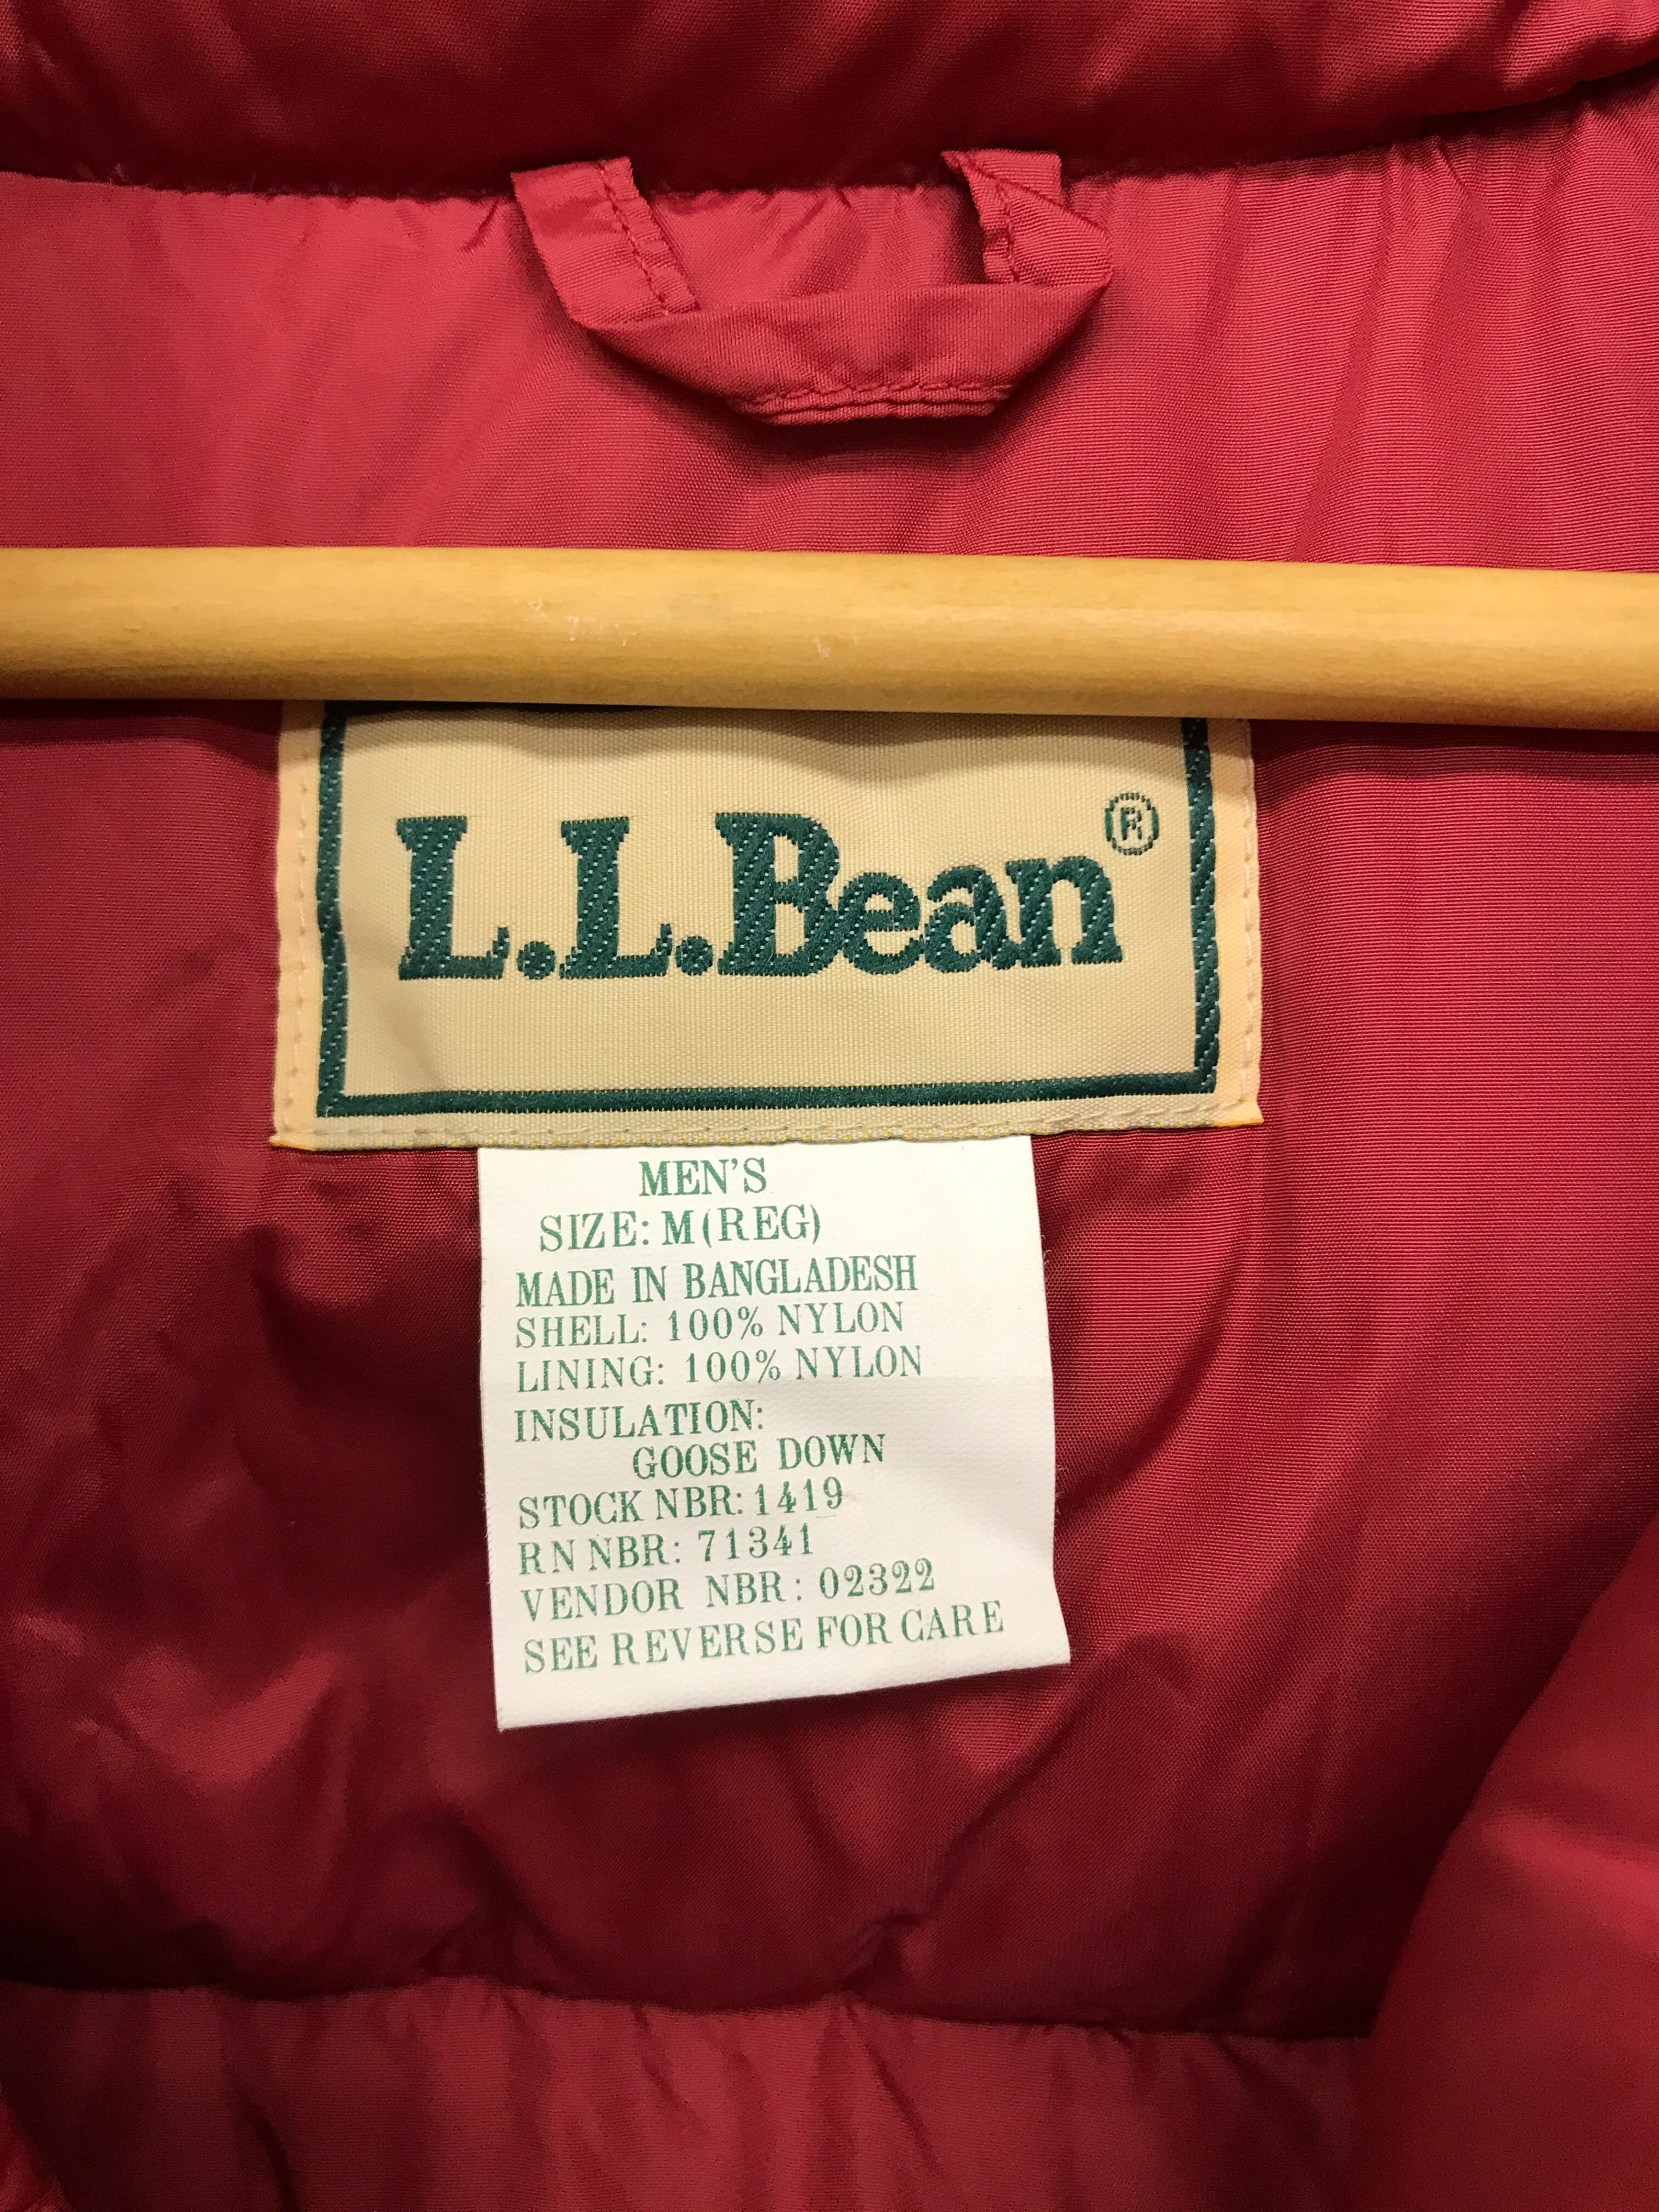 L.L.Bean®
MEN'S
SIZE: M(REG)
MADE IN BANGLADESH
SHELL: 100% NYLON
LINING: 100% NYLON
INSULATION:
GOOSE DOWN
STOCK NBR: 1419
RN NBR: 71341
VENDOR NBR: 02322
SEE REVERSE FOR CARE